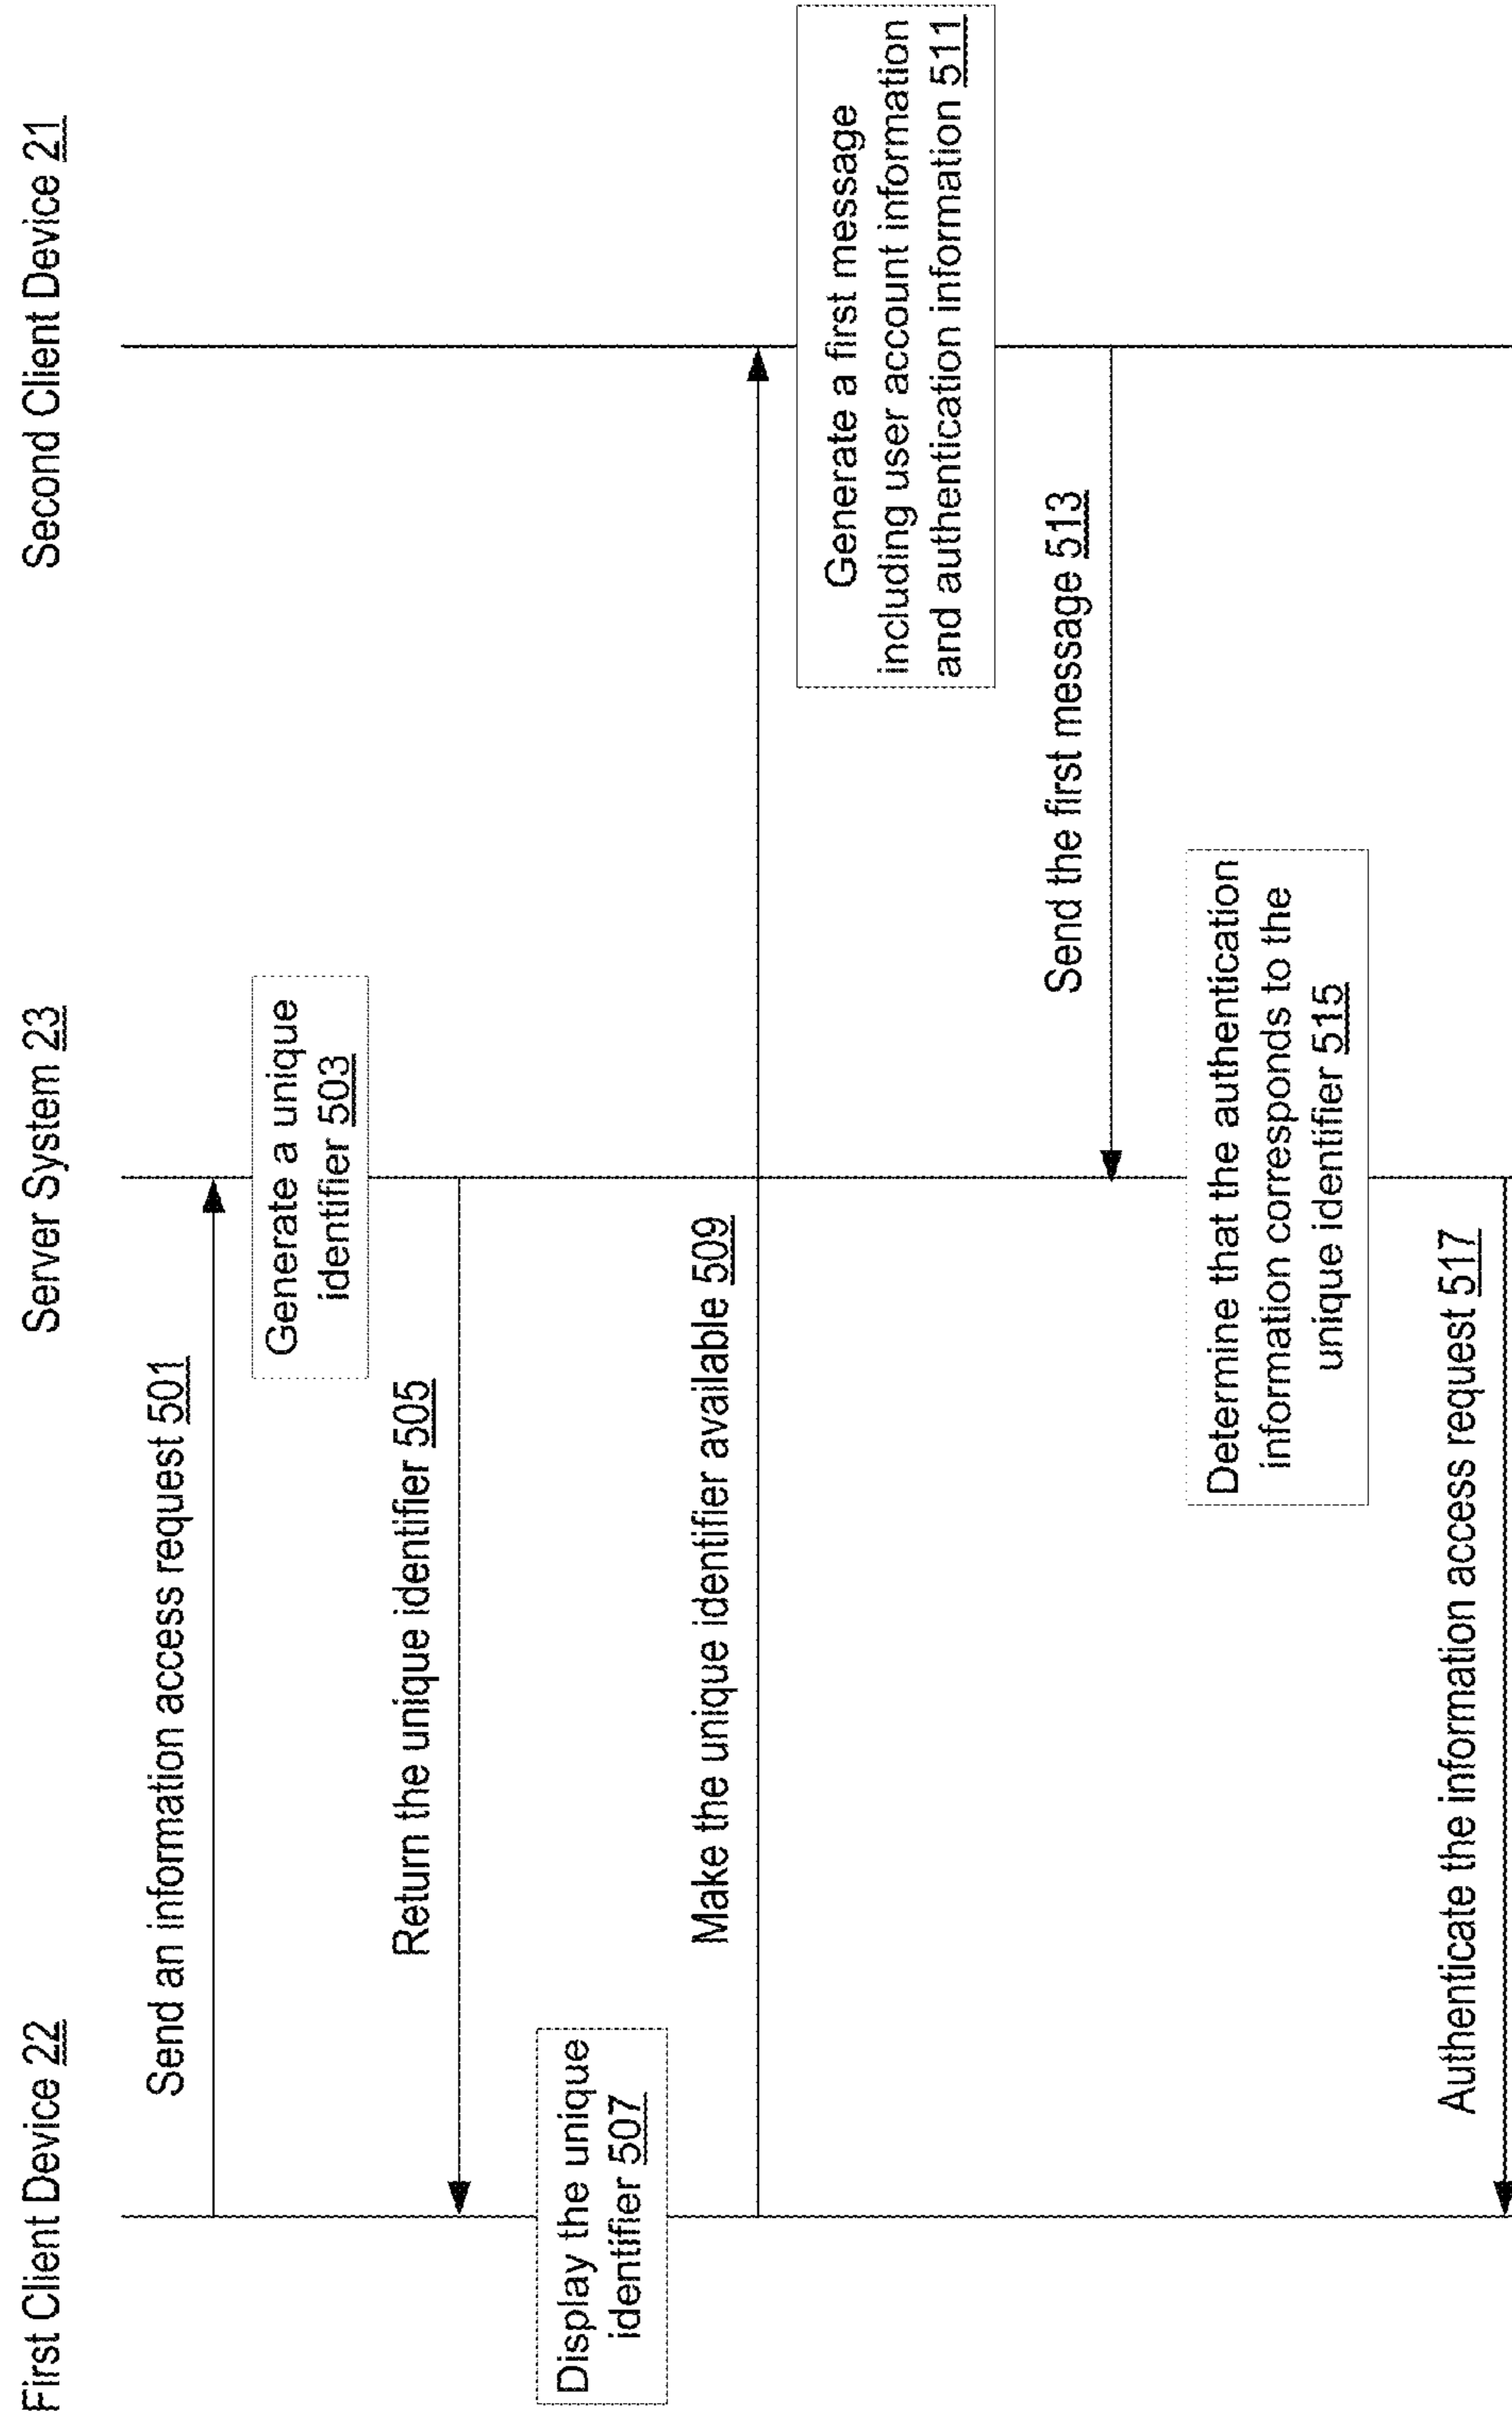 First Client Device 22
Server System 23
Second Client Device 21
Send an information access request 501
Generate a unique
identifier 503
Return the unique identifier 505
Display the unique
identifier 507
Make the unique identifier available 509
Generate a first message
including user account information
and authentication information 511
Send the first message 513
Determine that the authentication
information corresponds to the
unique identifier 515
Authenticate the information access request 517